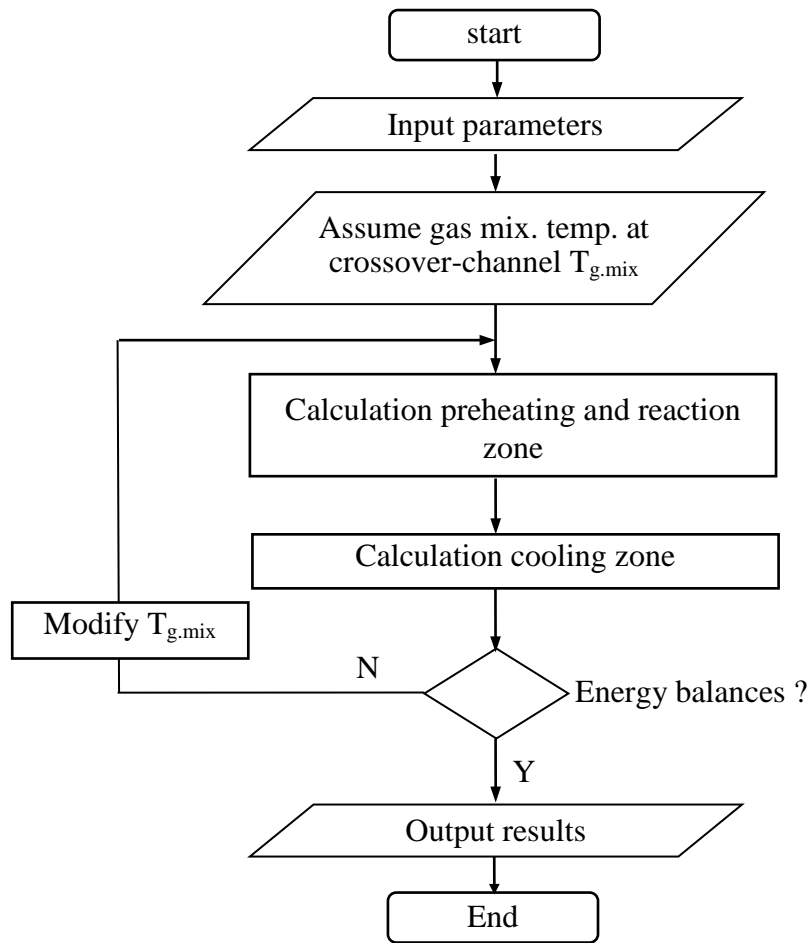 start
Input parameters
Assume gas mix. temp. at
crossover-channel Tg.mix
Calculation preheating and reaction
zone
Calculation cooling zone
Modify Tg.mix
N
Energy balances ?
Y
Output results
End